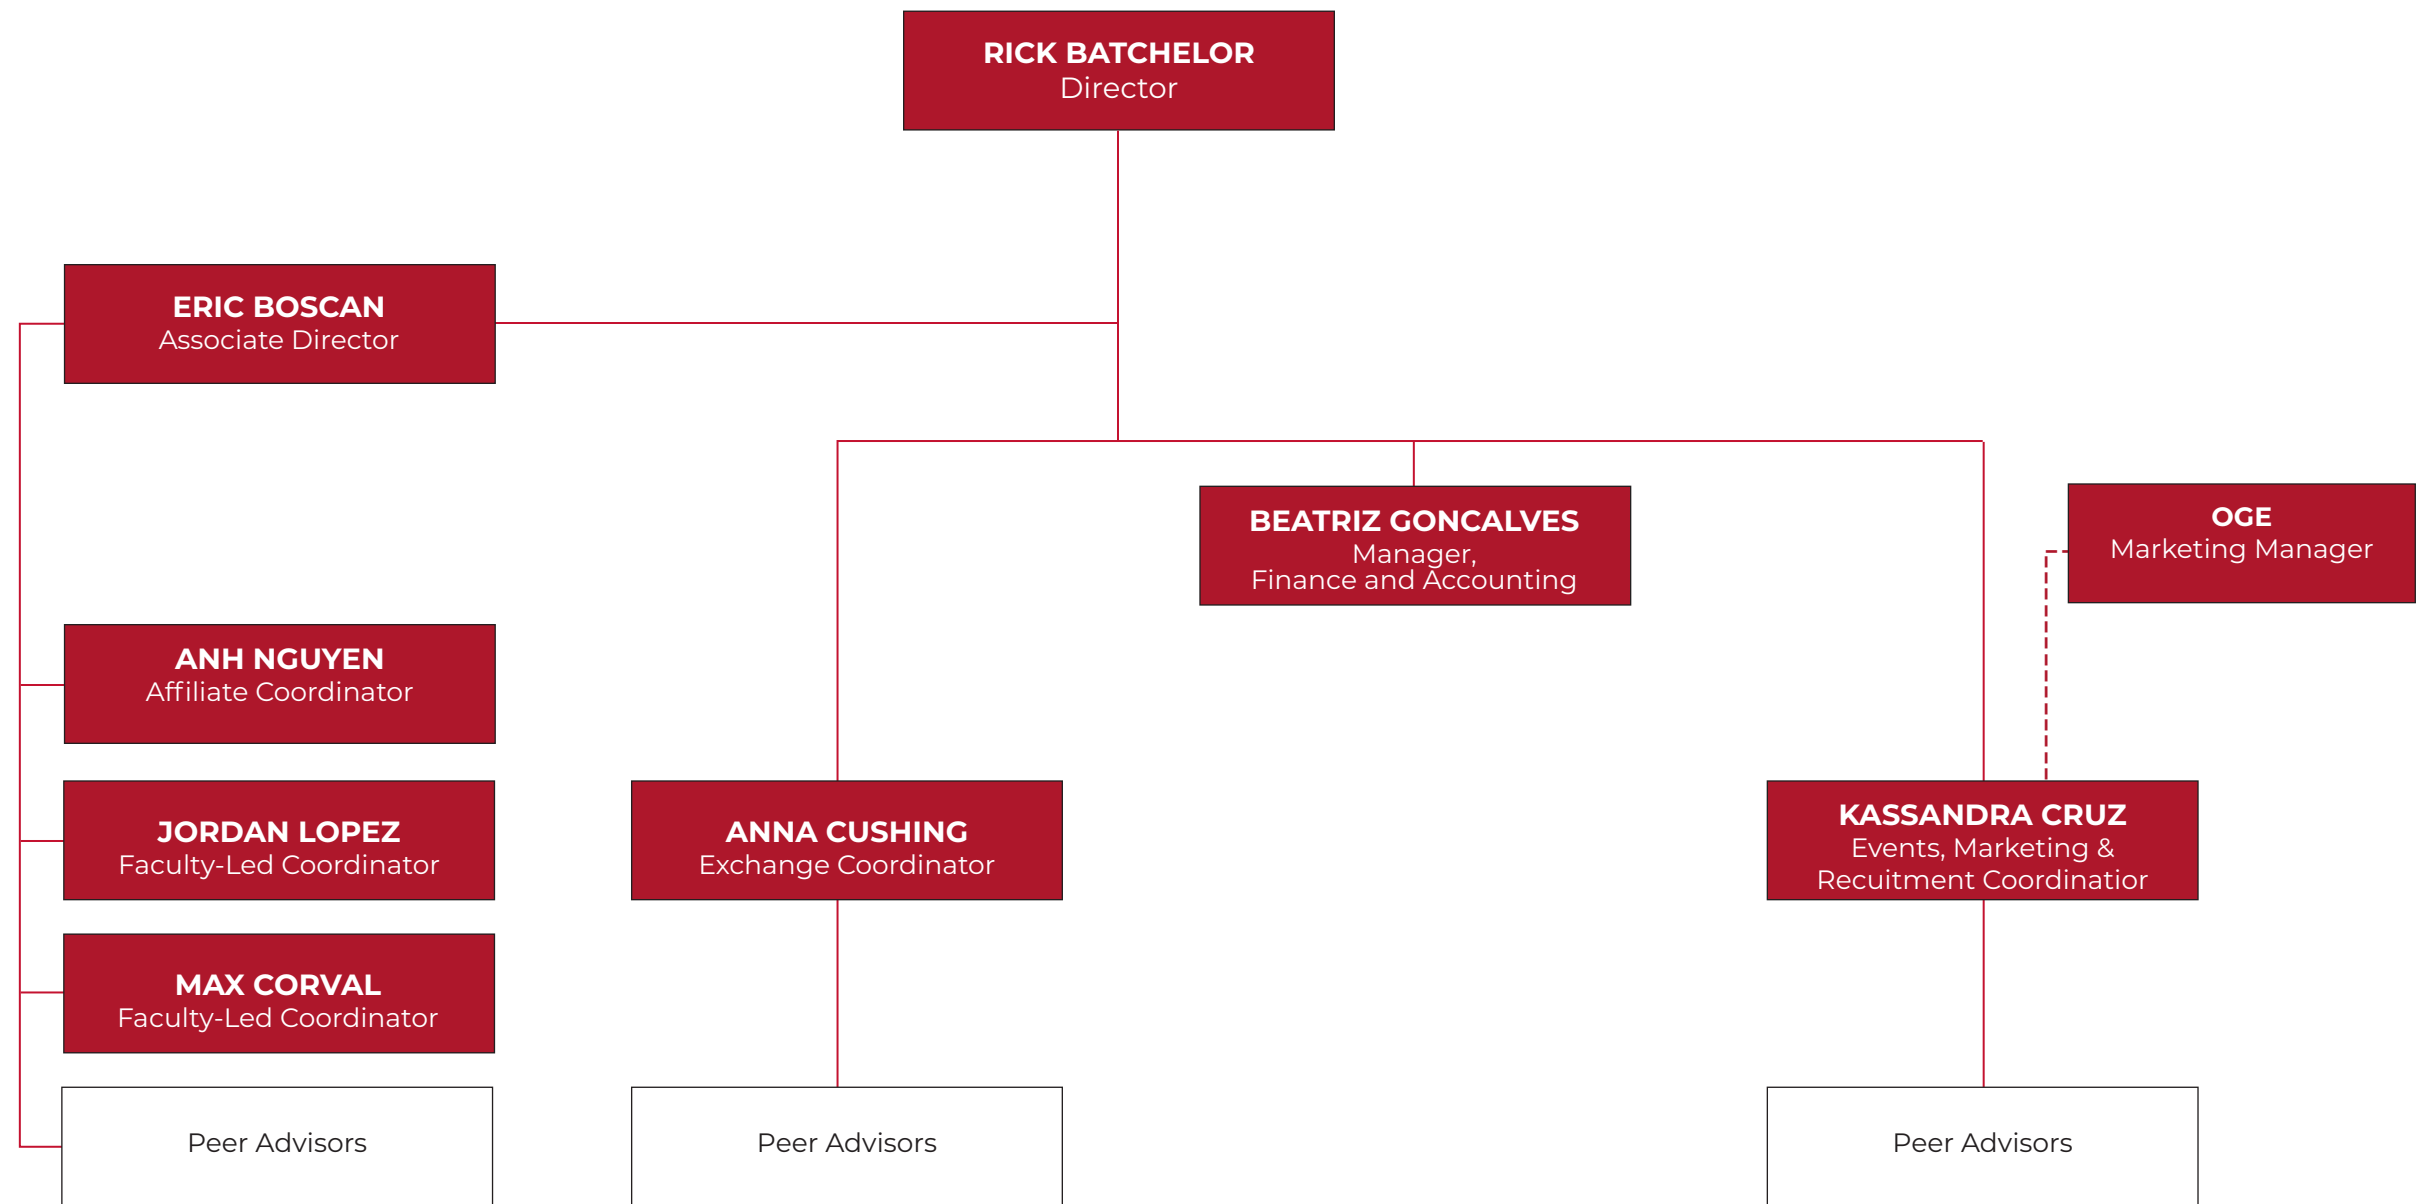 RICK BATCHELOR
Director
ERIC BOSCAN
Associate Director
BEATRIZ GONCALVES
Manager,
Finance and Accounting
OGE
Marketing Manager
ANH NGUYEN
Affiliate Coordinator
JORDAN LOPEZ
Faculty-Led Coordinator
ANNA CUSHING
Exchange Coordinator
KASSANDRA CRUZ
Events, Marketing &
Recuitment Coordinatior
MAX CORVAL
Faculty-Led Coordinator
Peer Advisors
Peer Advisors
Peer Advisors